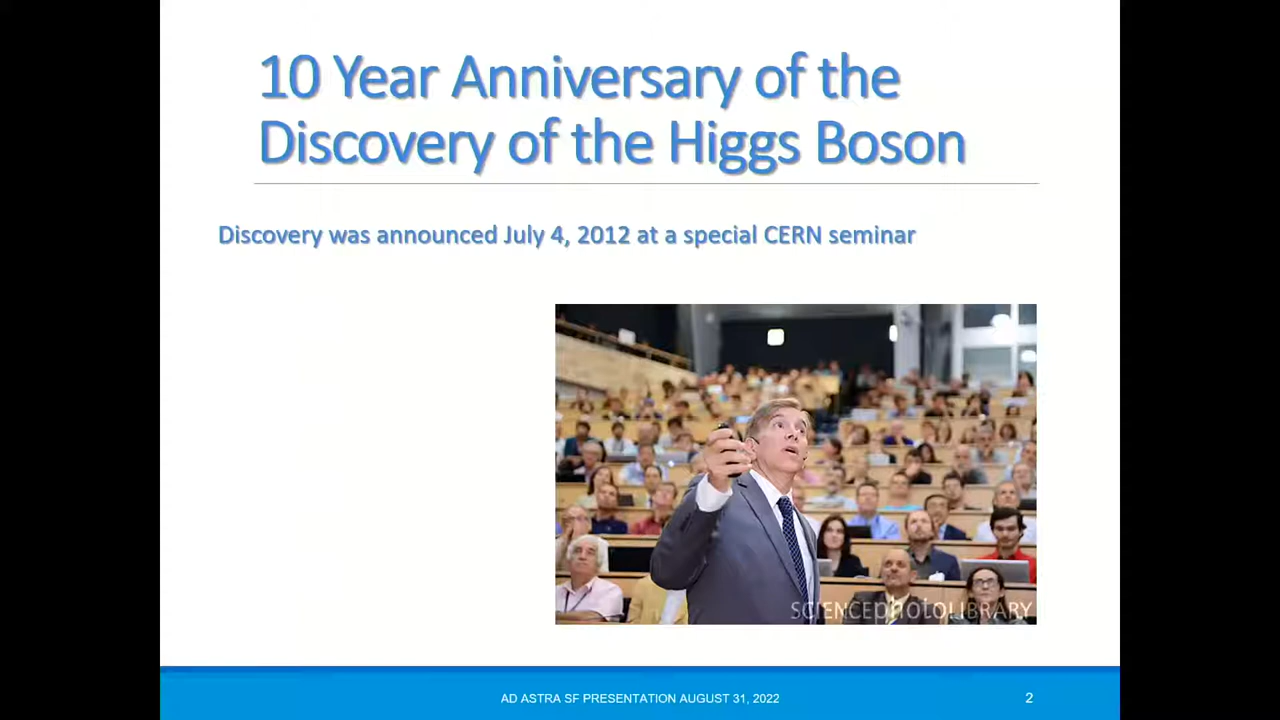 10 Year Anniversary of the
Discovery of the Higgs Boson
Discovery was announced July 4, 2012 at a special CERN seminar
SCIENCEphotoLIBRARY
AD ASTRA SF PRESENTATION AUGUST 31, 2022
2